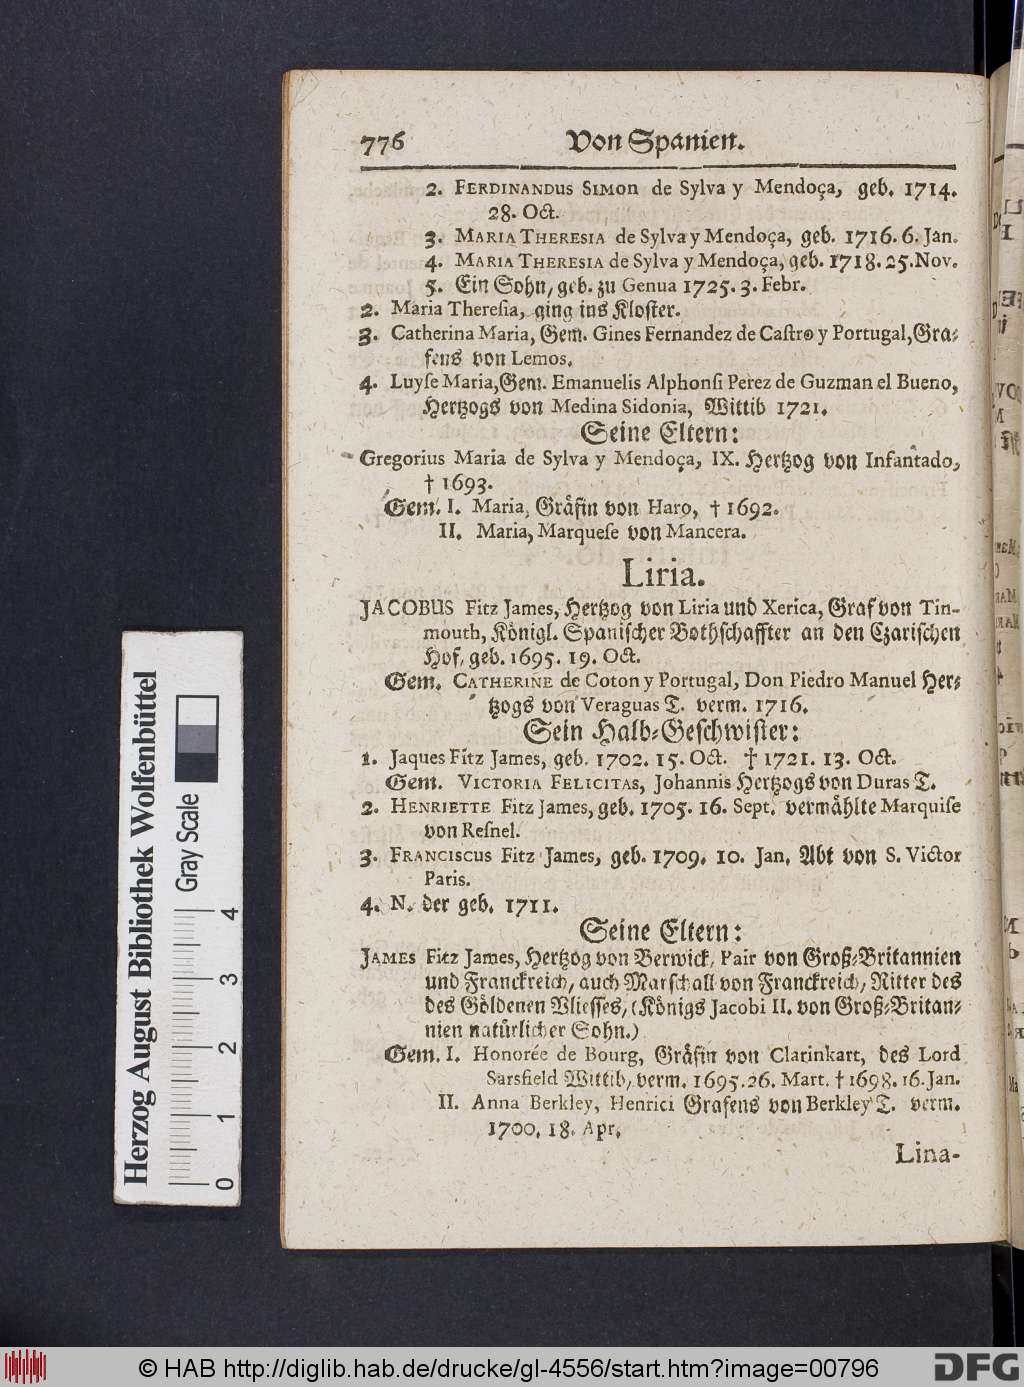 776 Von Spanien.
2. FERDINANDUS SIMON de Sylva y Mendoça, geb. 1714.
28. Oct.
3. MARIA THERESIA de Sylva y Mendoça, geb. 1716. 6. Jan.
4. MARIA THERESIA de Sylva y Mendoça, geb. 1718. 25. Nov.
5. Ein Sohn, geb. zu Genua 1725. 3. Febr.
2. Maria Theresia, ging ins Kloster.
3. Catherina Maria, Gem. Gines Fernandez de Castro y Portugal, Gra-
fens von Lemos.
4. Luyse Maria, Gem. Emanuelis Alphonsi Perez de Guzman el Bueno,
Hertzogs von Medina Sidonia, Wittib 1721.
Seine Eltern:
Gregorius Maria de Sylva y Mendoça, IX. Hertzog von Infantado,
† 1693.
Gem. I. Maria, Gräfin von Haro, † 1692.
II. Maria, Marquese von Mancera.
Liria.
JACOBUS Fitz James, Hertzog von Liria und Xerica, Graf von Tin-
mouth, Königl. Spanischer Bothschaffter an den Czarischen
Hof, geb. 1695. 19. Oct.
Gem. CATHERINE de Coton y Portugal, Don Piedro Manuel Her-
tzogs von Veraguas T. verm. 1716.
Sein Halb-Geschwister:
1. Jaques Fitz James, geb. 1702. 15. Oct. † 1721. 13. Oct.
Gem. VICTORIA FELICITAS, Johannis Hertzogs von Duras T.
2. HENRIETTE Fitz James, geb. 1705. 16. Sept. vermählte Marquise
von Resnel.
3. FRANCISCUS Fitz James, geb. 1709. 10. Jan. Abt von S. Victor
Paris.
4. N. der geb. 1711.
Seine Eltern:
JAMES Fitz James, Hertzog von Berwick, Pair von Groß-Britannien
und Franckreich, auch Marschall von Franckreich, Ritter des
des Göldenen Vliesses, (Königs Jacobi II. von Groß-Britan-
nien natürlicher Sohn.)
Gem. I. Honorée de Bourg, Gräfin von Clarinkart, des Lord
Sarsfield Wittib, verm. 1695. 26. Mart. † 1698. 16. Jan.
II. Anna Berkley, Henrici Grafens von Berkley T. verm.
1700. 18. Apr.
Lina-
Herzog August Bibliothek Wolfenbüttel
Gray Scale
0 1 2 3 4
© HAB http://diglib.hab.de/drucke/gl-4556/start.htm?image=00796
DFG